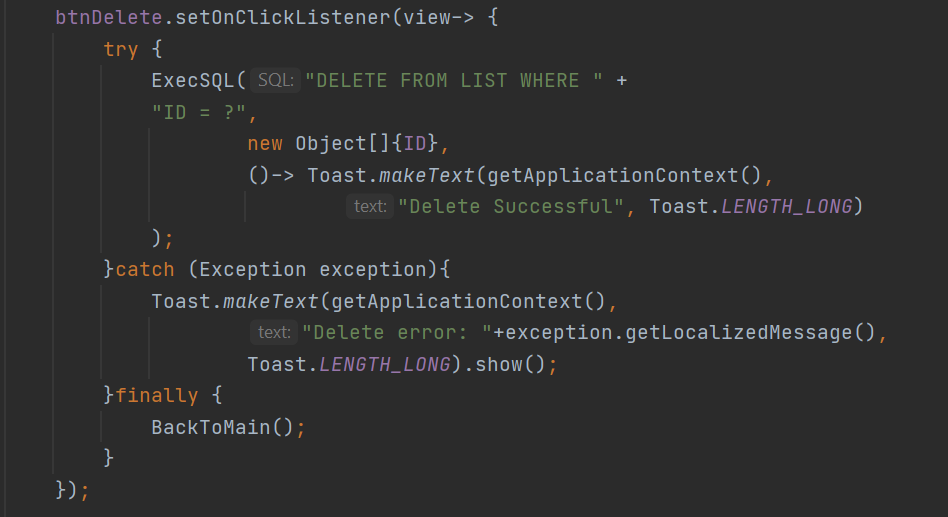 btnDelete.setOnClickListener(view-> {
try {
ExecSQL( SQL: "DELETE FROM LIST WHERE " +
"ID = ?",
new Object[]{ID},
()-> Toast.makeText(getApplicationContext(),
text: "Delete Successful", Toast.LENGTH_LONG)
);
}catch (Exception exception){
Toast.makeText(getApplicationContext(),
text: "Delete error: "+exception.getLocalizedMessage(),
Toast.LENGTH_LONG).show();
}finally {
BackToMain();
}
});